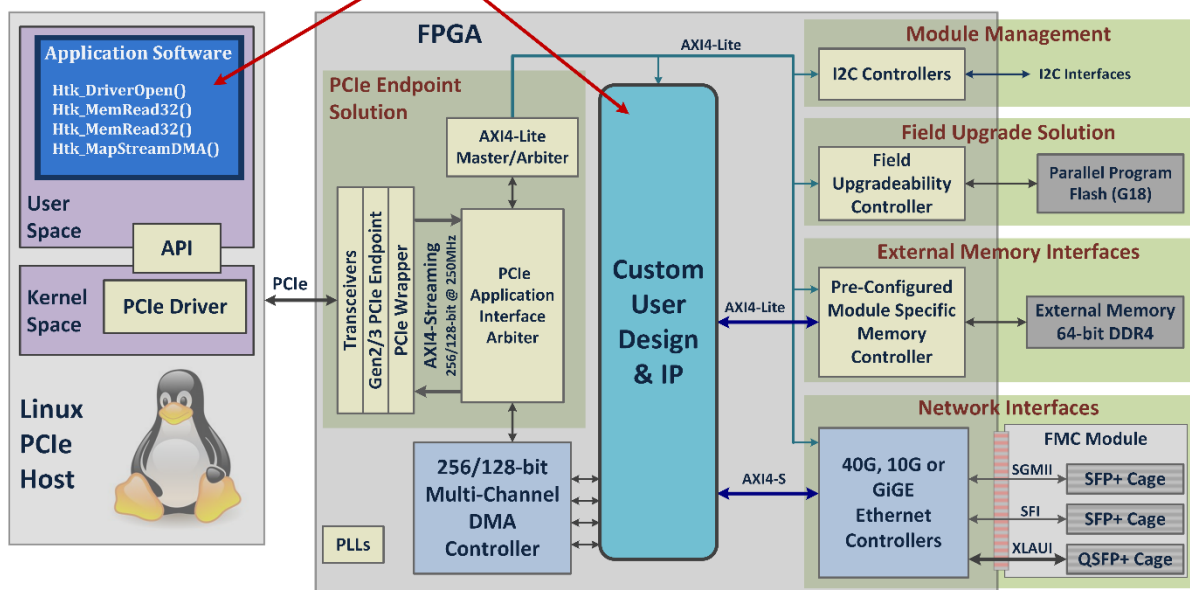 Application Software
Htk_DriverOpen()
Htk_MemRead32()
Htk_MemRead32()
Htk_MapStreamDMA()
User
Space
API
Kernel
Space
PCIe Driver
Linux
PCIe
Host
PCIe
FPGA
PCIe Endpoint
Solution
AXI4-Lite
Master/Arbiter
Transceivers
Gen2/3 PCIe Endpoint
PCIe Wrapper
AXI4-Streaming
256/128-bit @ 250MHz
PCIe
Application
Interface
Arbiter
256/128-bit
Multi-Channel
DMA
Controller
PLLs
Custom
User
Design
& IP
AXI4-Lite
AXI4-Lite
AXI4-S
Module Management
I2C Controllers
I2C Interfaces
Field Upgrade Solution
Field
Upgradeability
Controller
Parallel Program
Flash (G18)
External Memory Interfaces
Pre-Configured
Module Specific
Memory
Controller
External Memory
64-bit DDR4
Network Interfaces
40G, 10G or
GiGE
Ethernet
Controllers
FMC Module
SGMII
SFP+ Cage
SFI
SFP+ Cage
XLAUI
QSFP+ Cage